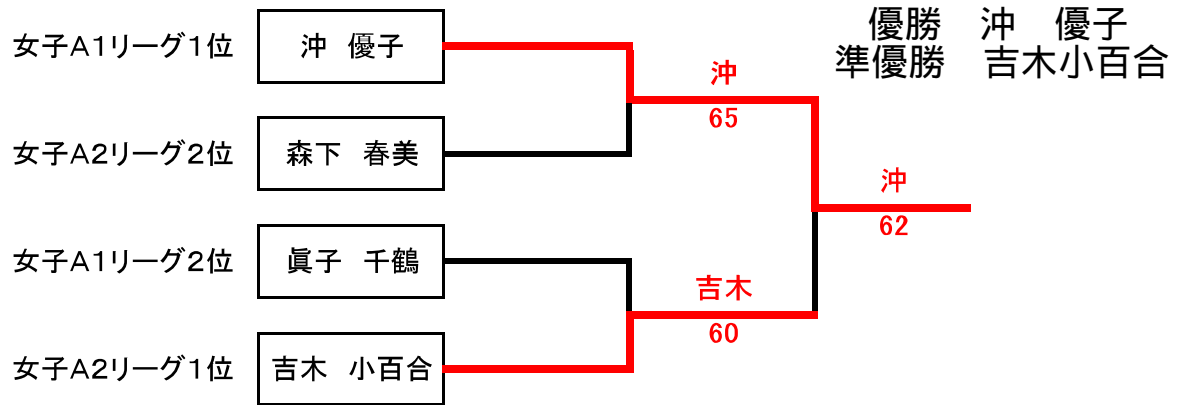 優勝　沖　優子
準優勝　吉木小百合
女子A1リーグ1位
沖　優子
沖
65
女子A2リーグ2位
森下　春美
沖
62
女子A1リーグ2位
眞子　千鶴
吉木
60
女子A2リーグ1位
吉木　小百合